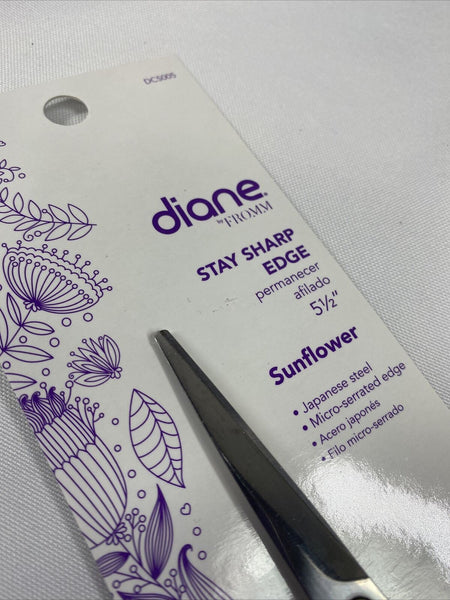 DCS005
diane.
by FROMM
STAY SHARP
EDGE
permanecer
afilado
5½"
Sunflower
• Japanese steel
• Micro-serrated edge
• Acero japonés
• Filo micro-serrado